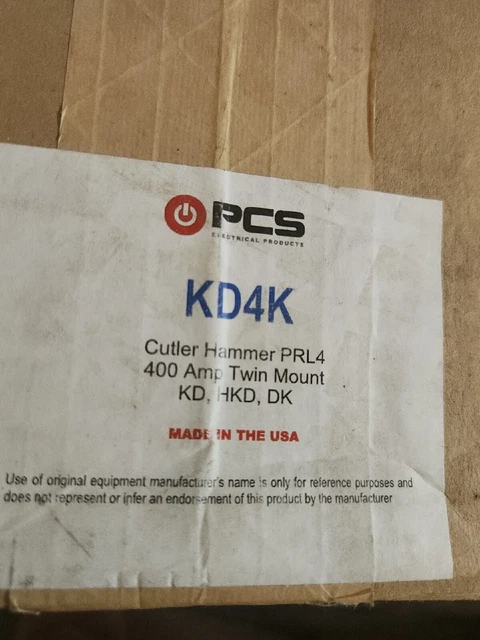 PCS
ELECTRICAL PRODUCTS
KD4K
Cutler Hammer PRL4
400 Amp Twin Mount
KD, HKD, DK
MADE IN THE USA
Use of original equipment manufacturer's name is only for reference purposes and
does not represent or infer an endorsement of this product by the manufacturer